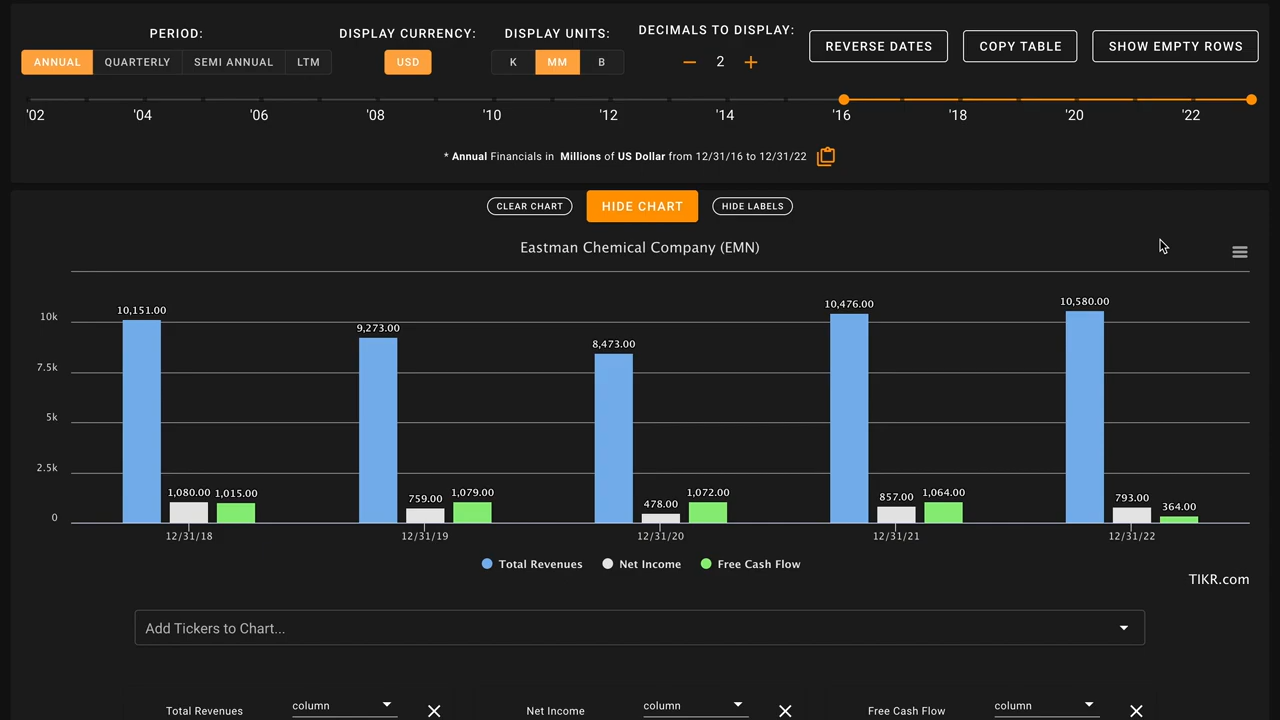 PERIOD: DISPLAY CURRENCY: DISPLAY UNITS: DECIMALS TO DISPLAY:
ANNUAL QUARTERLY SEMI ANNUAL LTM USD K MM B 2 REVERSE DATES COPY TABLE SHOW EMPTY ROWS
'02 '04 '06 '08 '10 '12 '14 '16 '18 '20 '22
* Annual Financials in Millions of US Dollar from 12/31/16 to 12/31/22
CLEAR CHART HIDE CHART HIDE LABELS
Eastman Chemical Company (EMN)
10k
7.5k
5k
2.5k
0
10,151.00 1,080.00 1,015.00
9,273.00 759.00 1,079.00
8,473.00 478.00 1,072.00
10,476.00 857.00 1,064.00
10,580.00 793.00 364.00
12/31/18 12/31/19 12/31/20 12/31/21 12/31/22
Total Revenues Net Income Free Cash Flow
TIKR.com
Add Tickers to Chart...
Total Revenues column Net Income column Free Cash Flow column